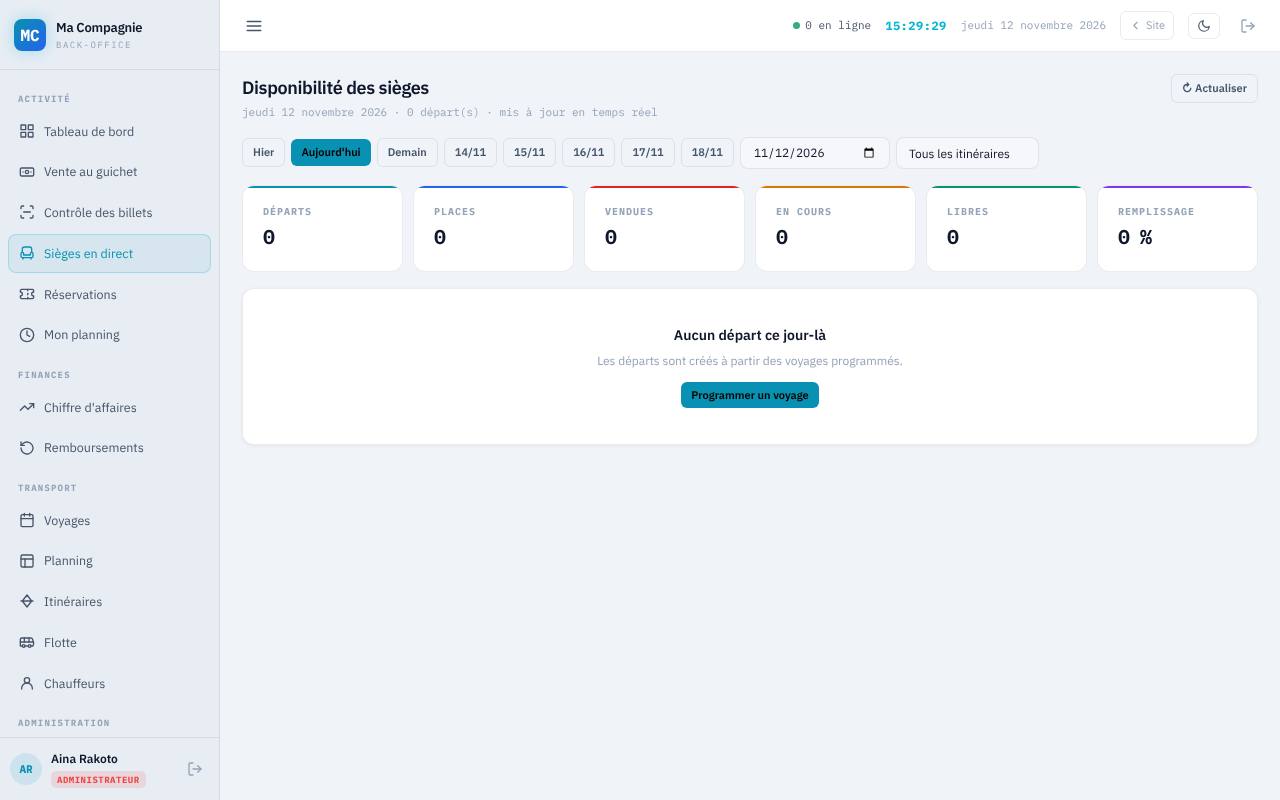 MC
Ma Compagnie
BACK-OFFICE
ACTIVITÉ
Tableau de bord
Vente au guichet
Contrôle des billets
Sièges en direct
Réservations
Mon planning
FINANCES
Chiffre d'affaires
Remboursements
TRANSPORT
Voyages
Planning
Itinéraires
Flotte
Chauffeurs
ADMINISTRATION
AR
Aina Rakoto
ADMINISTRATEUR
0 en ligne 15:29:29 jeudi 12 novembre 2026 Site
Disponibilité des sièges
↻ Actualiser
jeudi 12 novembre 2026 · 0 départ(s) · mis à jour en temps réel
Hier Aujourd'hui Demain 14/11 15/11 16/11 17/11 18/11 11/12/2026 Tous les itinéraires
DÉPARTS PLACES VENDUES EN COURS LIBRES REMPLISSAGE
0 0 0 0 0 0 %
Aucun départ ce jour-là
Les départs sont créés à partir des voyages programmés.
Programmer un voyage